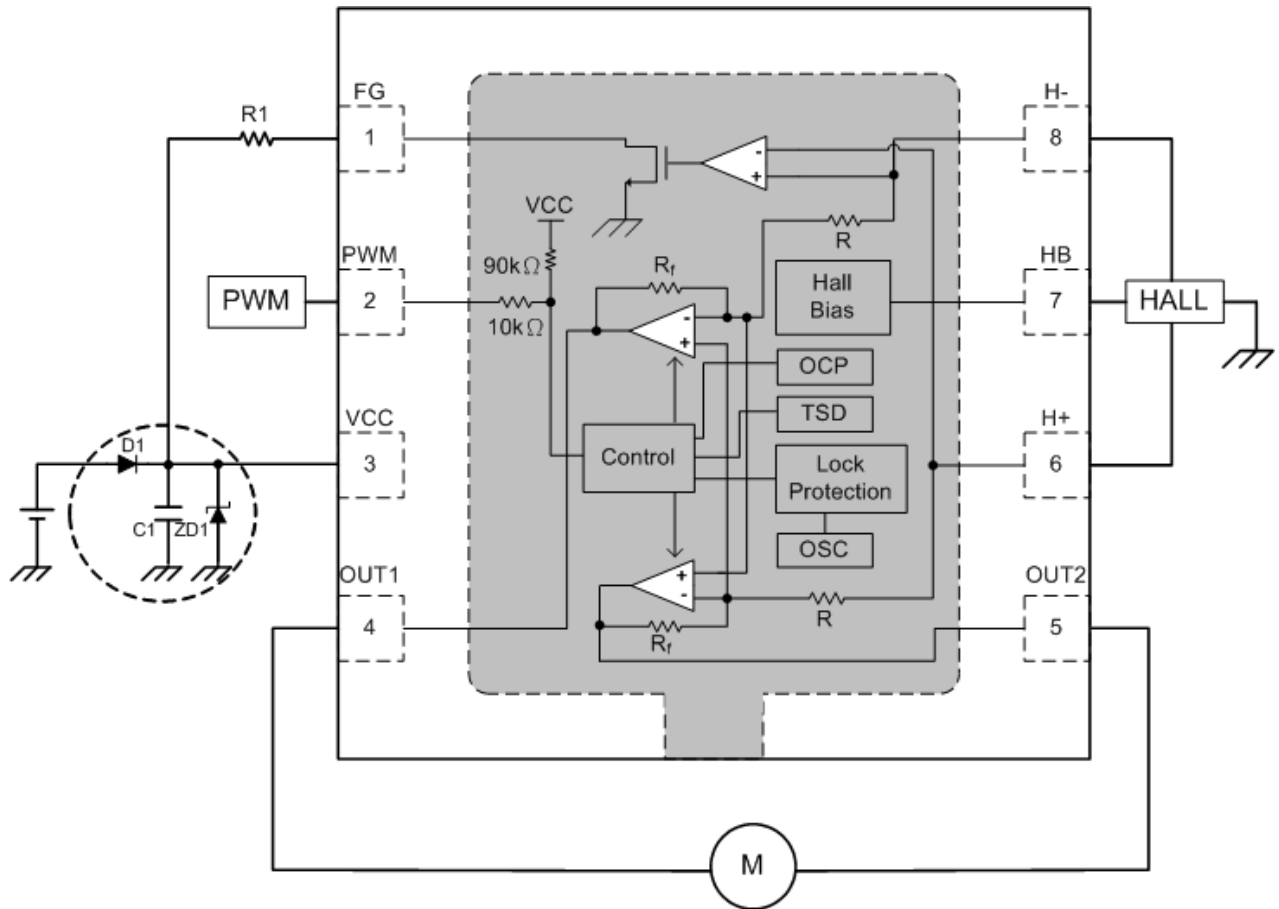 FG
H-
R1
1
8
VCC
R
PWM
HB
90kΩ
Rf
PWM
2
10kΩ
Hall
Bias
7
HALL
OCP
VCC
TSD
H+
D1
3
Control
Lock
Protection
6
C1
ZD1
OSC
OUT1
OUT2
4
R
5
Rf
M
-
+
-
+
+
-